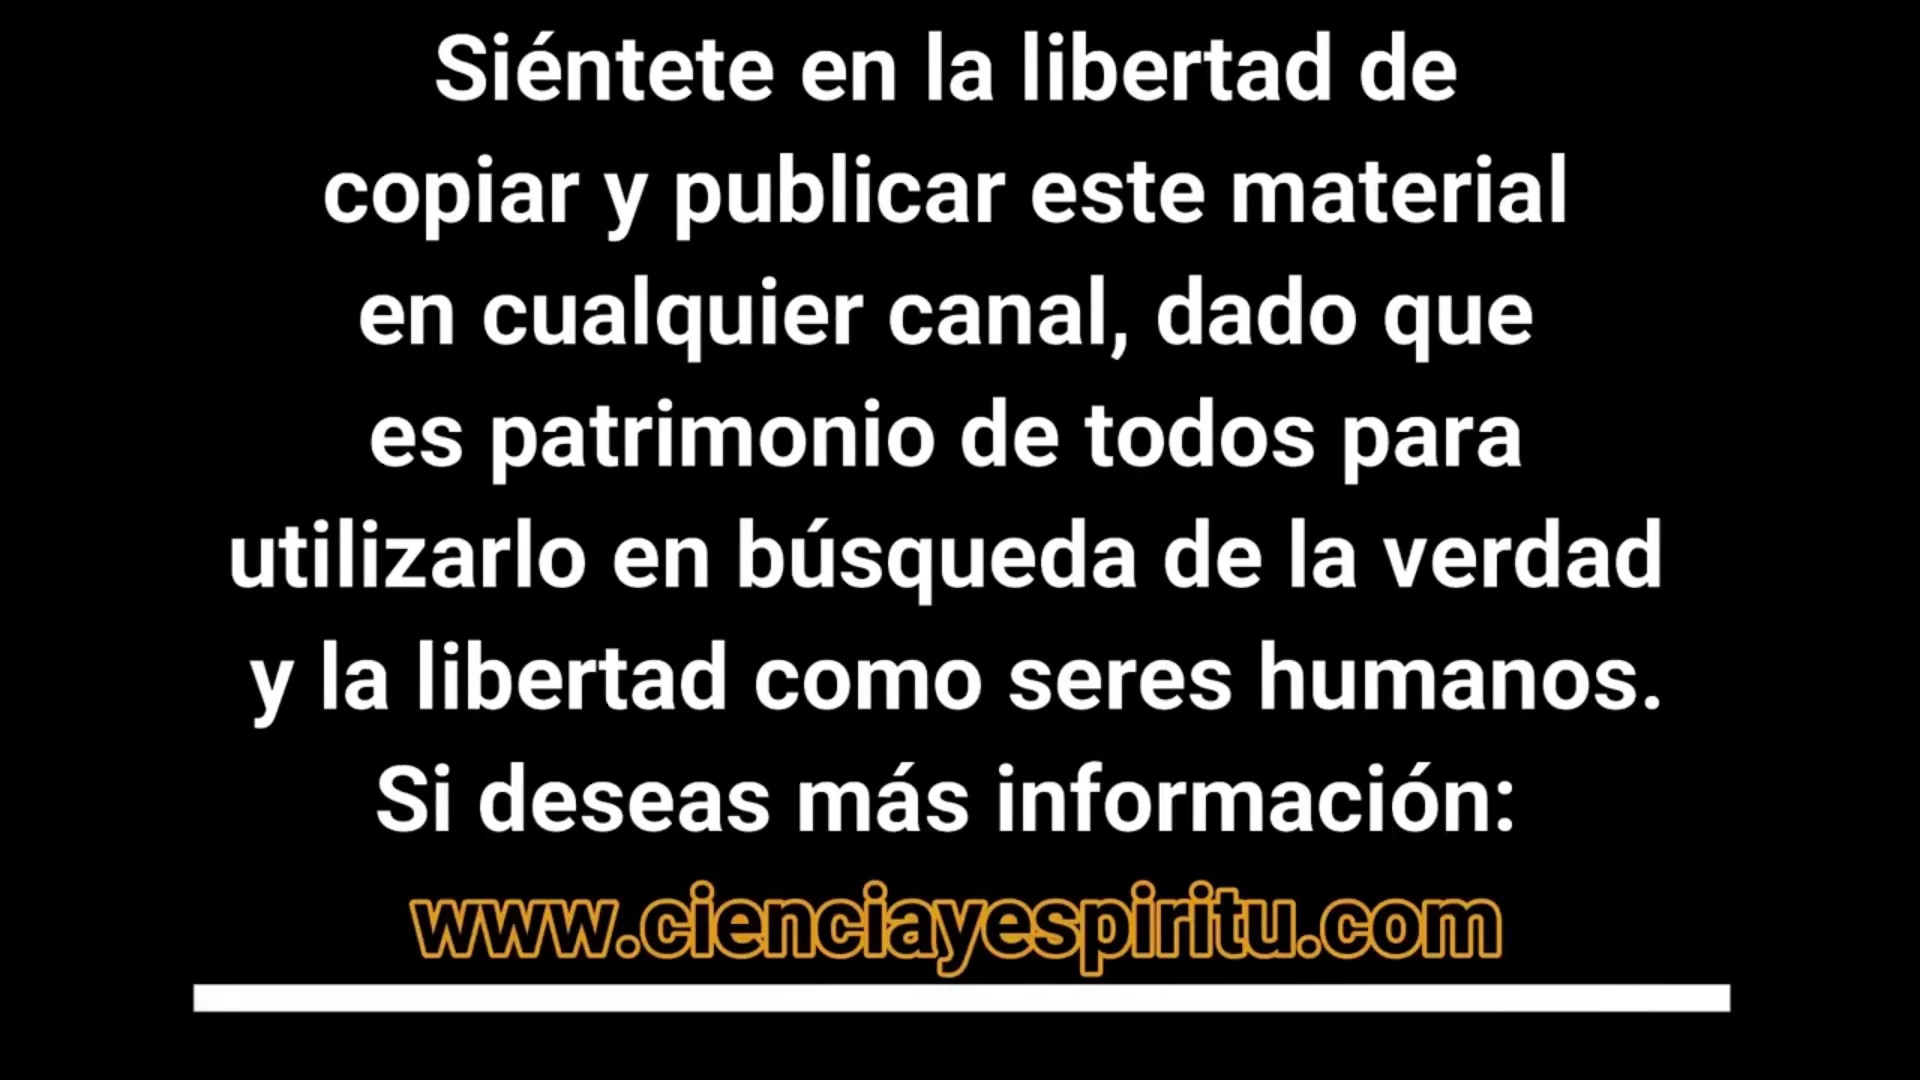 Siéntete en la libertad de
copiar y publicar este material
en cualquier canal, dado que
es patrimonio de todos para
utilizarlo en búsqueda de la verdad
y la libertad como seres humanos.
Si deseas más información:
www.cienciayespiritu.com